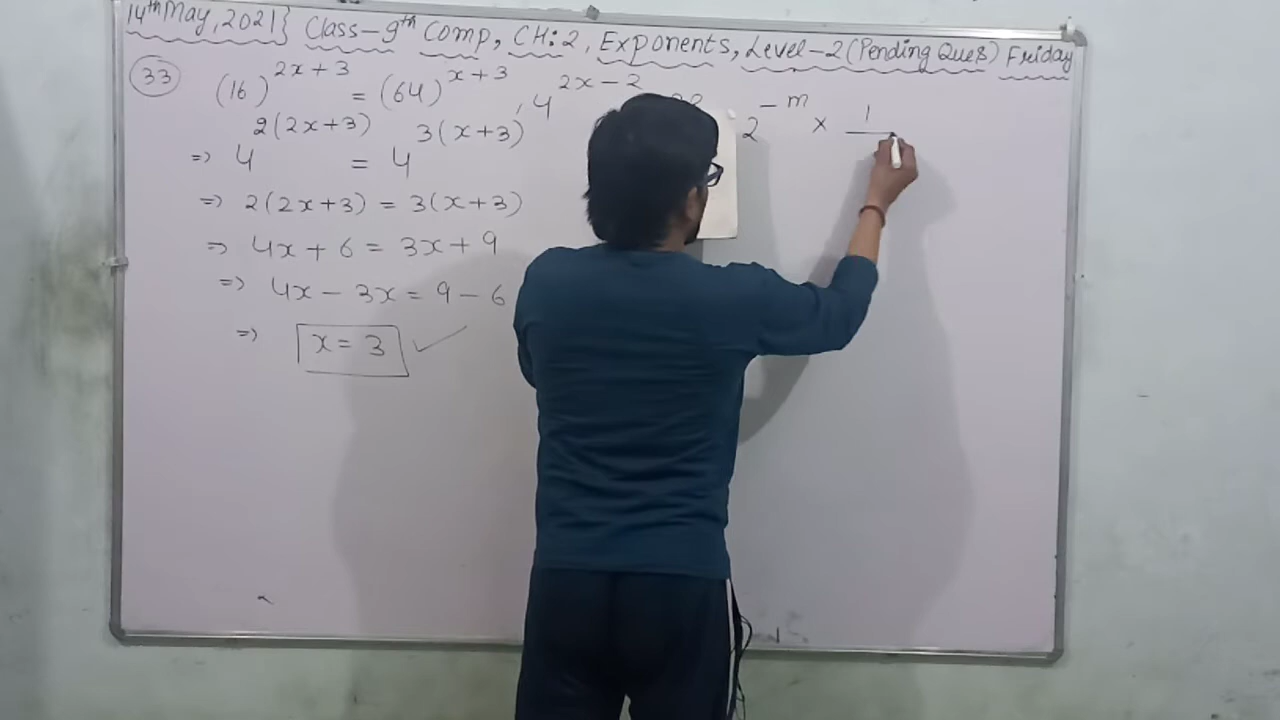 14th May, 2021} Class-9th Comp, CH:2, Exponents, Level-2 (Pending Ques) Friday
33 (16)^{2x+3} = (64)^{x+3}, 4^{2x-2}
2^{-m} × 1
=> 4^{2(2x+3)} = 4^{3(x+3)}
=> 2(2x+3) = 3(x+3)
=> 4x + 6 = 3x + 9
=> 4x - 3x = 9 - 6
=> x = 3 ✓